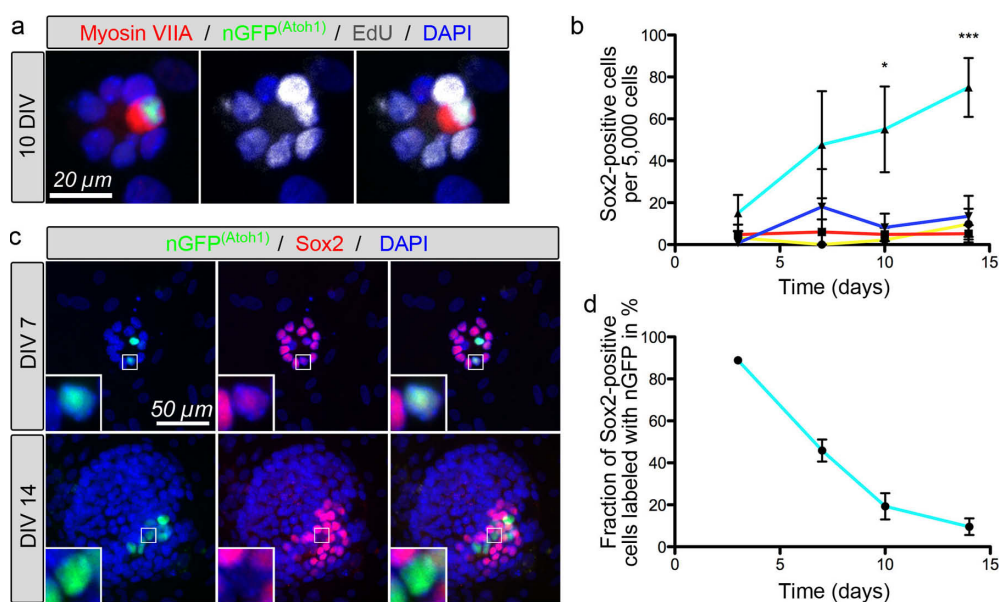 a
Myosin VIIA / nGFP(Atoh1) / EdU / DAPI
10 DIV
20 µm
b
Sox2-positive cells
per 5,000 cells
100
80
60
40
20
0
*
***
0
5
10
15
Time (days)
c
nGFP(Atoh1) / Sox2 / DAPI
DIV 7
50 µm
DIV 14
d
Fraction of Sox2-positive
cells labeled with nGFP in %
100
80
60
40
20
0
0
5
10
15
Time (days)